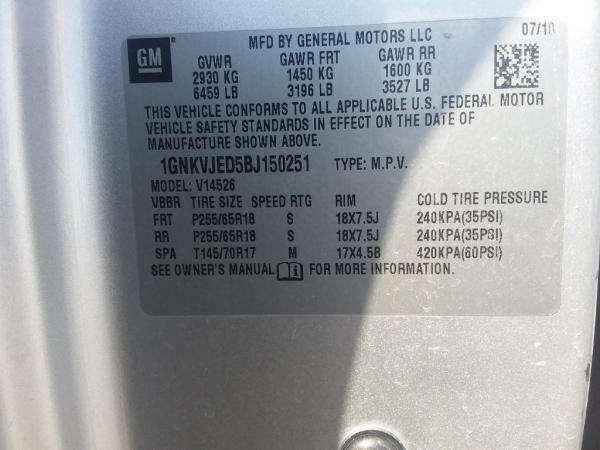 MFD BY GENERAL MOTORS LLC 07/10
GM GVWR GAWR FRT GAWR RR
2930 KG 1450 KG 1600 KG
6459 LB 3196 LB 3527 LB
THIS VEHICLE CONFORMS TO ALL APPLICABLE U.S. FEDERAL MOTOR
VEHICLE SAFETY STANDARDS IN EFFECT ON THE DATE OF
MANUFACTURE SHOWN ABOVE.
1GNKVJED5BJ150251 TYPE: M.P.V.
MODEL: V14526
VBBR TIRE SIZE SPEED RTG RIM COLD TIRE PRESSURE
FRT P255/65R18 S 18X7.5J 240KPA(35PSI)
RR P255/65R18 S 18X7.5J 240KPA(35PSI)
SPA T145/70R17 M 17X4.5B 420KPA(60PSI)
SEE OWNER'S MANUAL FOR MORE INFORMATION.